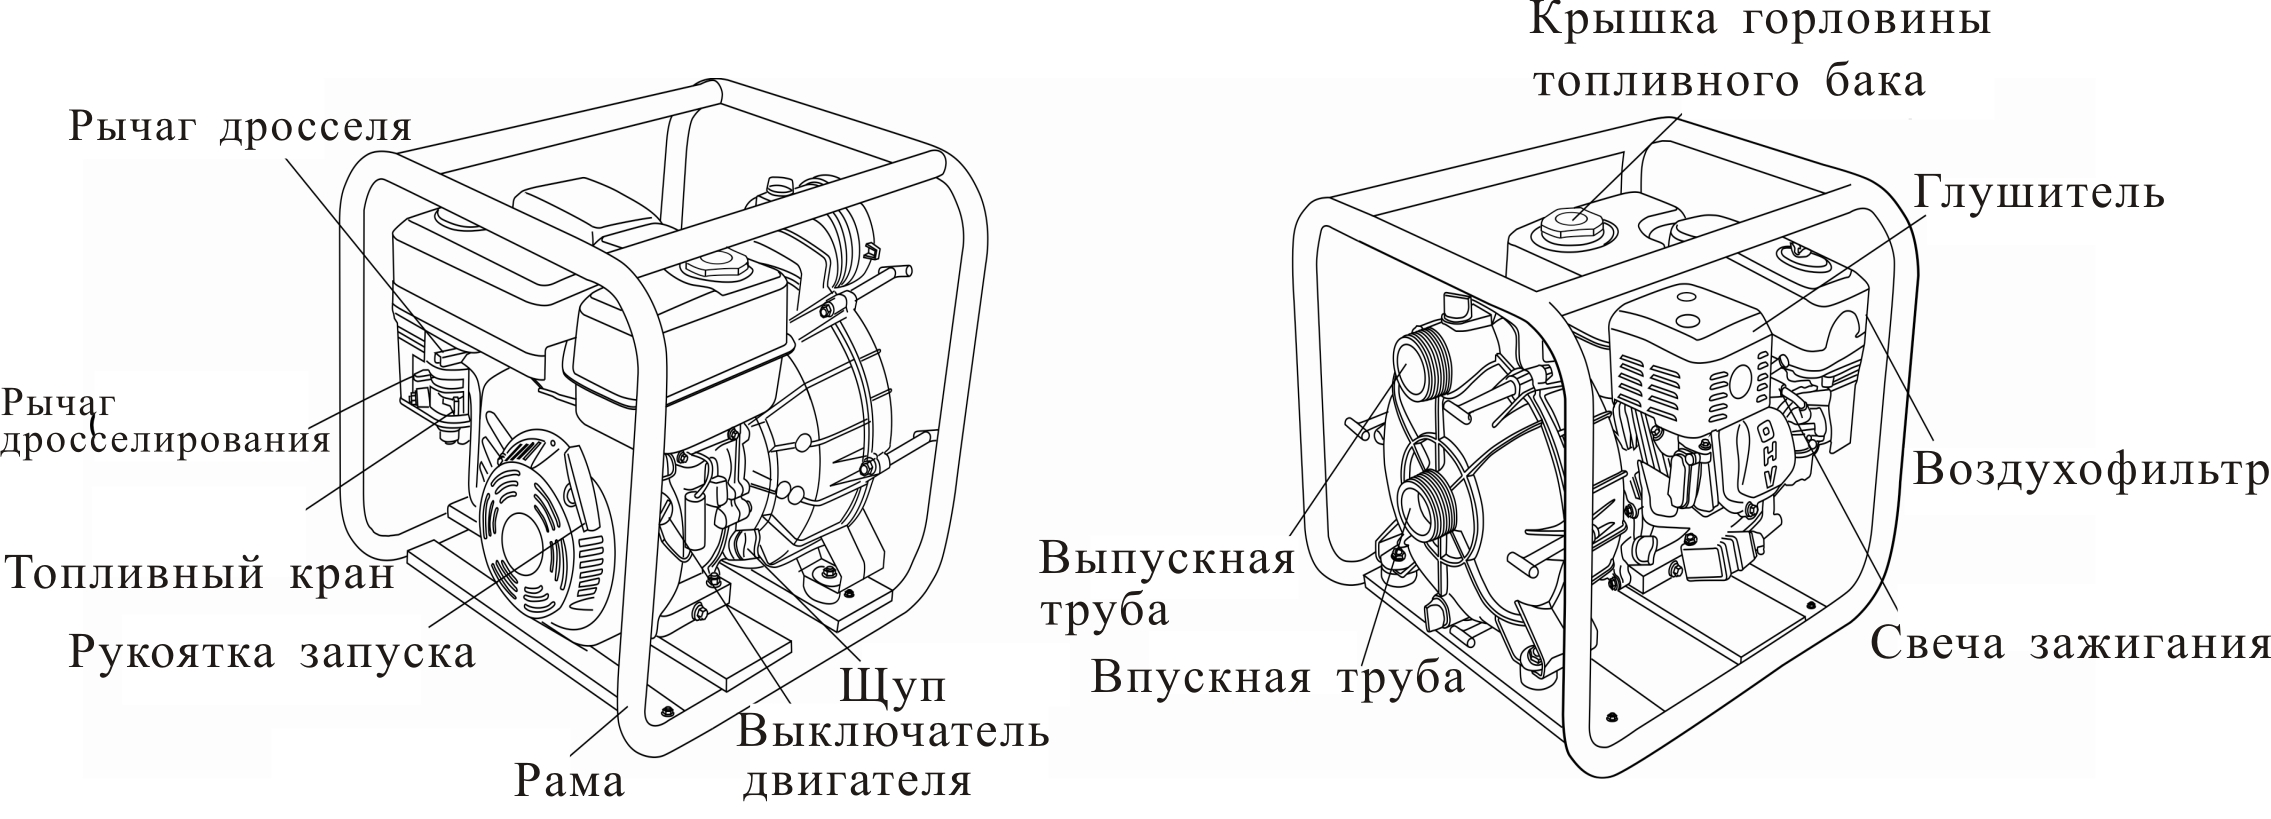 Рычаг дросселя
Рычаг
дросселирования
Топливный кран
Рукоятка запуска
Рама
Щуп
Выключатель
двигателя
Крышка горловины
топливного бака
Глушитель
Воздухофильтр
Свеча зажигания
Выпускная
труба
Впускная труба
OHV